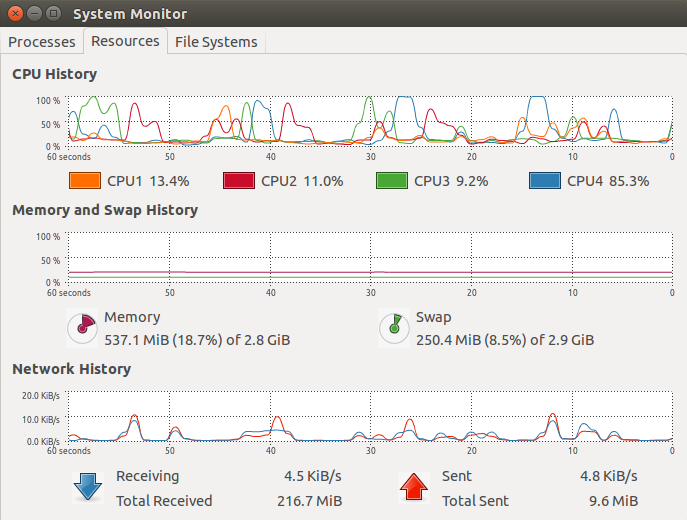 System Monitor
Processes Resources File Systems
CPU History
100 %
50 %
0 %
60 seconds 50 40 30 20 10 0
CPU1 13.4% CPU2 11.0% CPU3 9.2% CPU4 85.3%
Memory and Swap History
100 %
50 %
0 %
60 seconds 50 40 30 20 10 0
Memory Swap
537.1 MiB (18.7%) of 2.8 GiB 250.4 MiB (8.5%) of 2.9 GiB
Network History
20.0 KiB/s
10.0 KiB/s
0.0 KiB/s
60 seconds 50 40 30 20 10 0
Receiving 4.5 KiB/s Sent 4.8 KiB/s
Total Received 216.7 MiB Total Sent 9.6 MiB